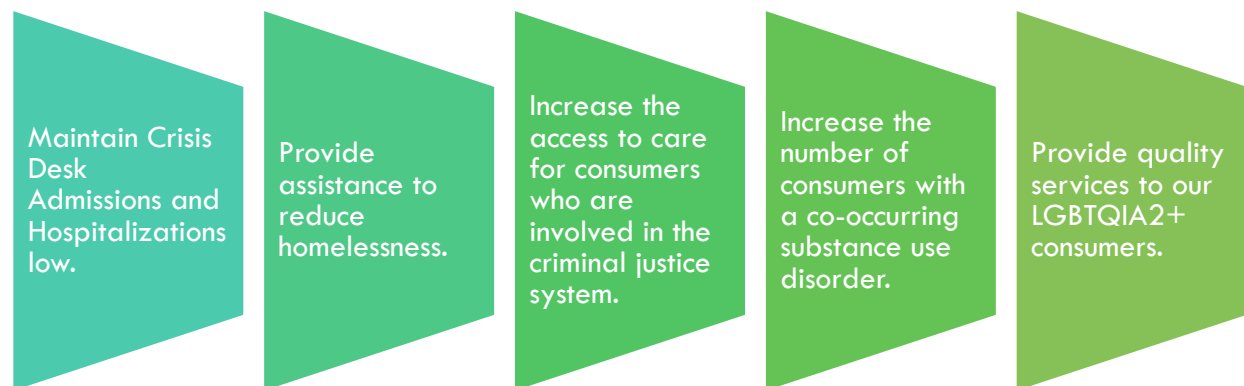 Maintain Crisis
Desk
Admissions and
Hospitalizations
low.
Provide
assistance to
reduce
homelessness.
Increase the
access to care
for consumers
who are
involved in the
criminal justice
system.
Increase the
number of
consumers with
a co-occurring
substance use
disorder.
Provide quality
services to our
LGBTQIA2+
consumers.